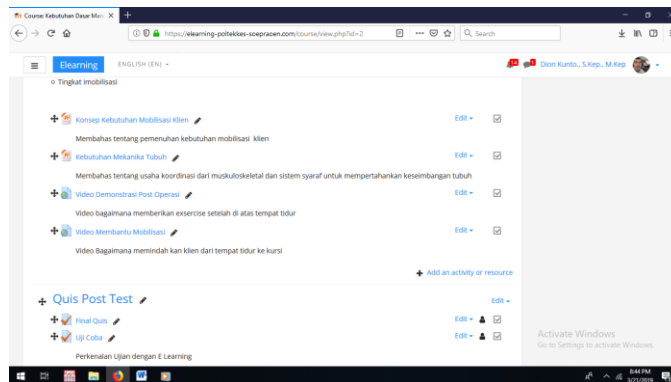 Course: Kebutuhan Dasar Man
https://elearning-poltekkes-soepraoen.com/course/view.php?id=2
Search
Elearning
ENGLISH (EN)
Dion Kunto., S.Kep., M.Kep
Tingkat imobilisasi
Konsep Kebutuhan Mobilisasi Klien
Edit
Membahas tentang pemenuhan kebutuhan mobilisasi klien
Kebutuhan Mekanika Tubuh
Edit
Membahas tentang usaha koordinasi dari muskuloskeletal dan sistem syaraf untuk mempertahankan keseimbangan tubuh
Video Demonstrasi Post Operasi
Edit
Video bagaimana memberikan exsercise setelah di atas tempat tidur
Video Membantu Mobilisasi
Edit
Video Bagaimana memindah kan klien dari tempat tidur ke kursi
Add an activity or resource
Quis Post Test
Edit
Final Quis
Edit
Uji Coba
Edit
Perkenalan Ujian dengan E Learning
Activate Windows
Go to Settings to activate Windows.
8:44 PM
3/21/2019